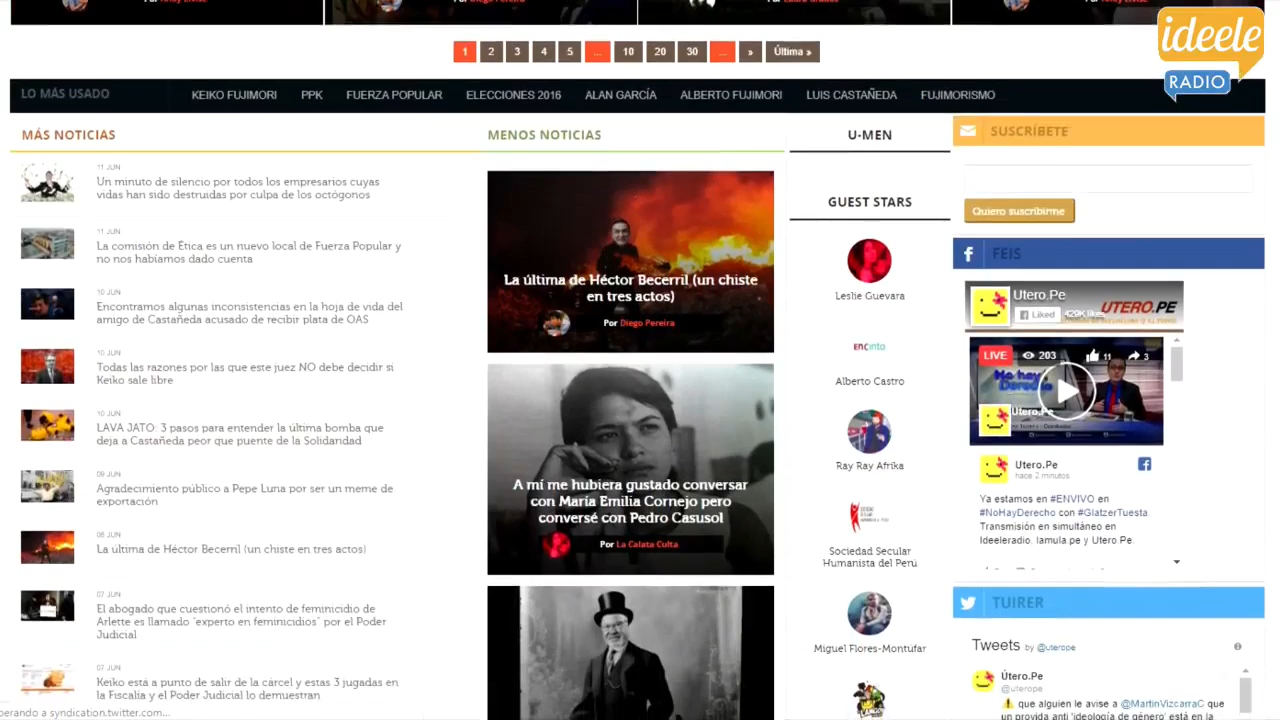 ideele
RADIO
1 2 3 4 5 ... 10 20 30 ... » Última »
LO MÁS USADO
KEIKO FUJIMORI PPK FUERZA POPULAR ELECCIONES 2016 ALAN GARCÍA ALBERTO FUJIMORI LUIS CASTAÑEDA FUJIMORISMO
MÁS NOTICIAS
11 JUN
Un minuto de silencio por todos los empresarios cuyas
vidas han sido destruidas por culpa de los octógonos
11 JUN
La comisión de Ética es un nuevo local de Fuerza Popular y
no nos habíamos dado cuenta
10 JUN
Encontramos algunas inconsistencias en la hoja de vida del
amigo de Castañeda acusado de recibir plata de OAS
10 JUN
Todas las razones por las que este juez NO debe decidir si
Keiko sale libre
10 JUN
LAVA JATO: 3 pasos para entender la última bomba que
deja a Castañeda peor que puente de la Solidaridad
09 JUN
Agradecimiento público a Pepe Luna por ser un meme de
exportación
08 JUN
La última de Héctor Becerril (un chiste en tres actos)
07 JUN
El abogado que cuestionó el intento de feminicidio de
Arlette es llamado "experto en feminicidios" por el Poder
Judicial
07 JUN
Keiko está a punto de salir de la cárcel y estas 3 jugadas en
la Fiscalía y el Poder Judicial lo demuestran
MENOS NOTICIAS
La última de Héctor Becerril (un chiste
en tres actos)
Por Diego Pereira
A mí me hubiera gustado conversar
con María Emilia Cornejo pero
conversé con Pedro Casusol
Por La Calata Culta
U-MEN
GUEST STARS
Leslie Guevara
encinta
Alberto Castro
Ray Ray Afrika
Sociedad Secular
Humanista del Perú
Miguel Flores-Montúfar
SUSCRÍBETE
Quiero suscribirme
FEIS
Utero.Pe
UTERO.PE
Liked 429K likes
LIVE 203 11 3
No hay
Derecho
Utero.Pe
Utero.Pe
hace 2 minutos
Ya estamos en #ENVIVO en
#NoHayDerecho con #GlatzerTuesta.
Transmisión en simultáneo en
Ideeleradio, lamula.pe y Utero.Pe.
TUIRER
Tweets by @uterope
Útero.Pe
@uterope
que alguien le avise a @MartinVizcarraC que
un provida anti 'ideología de género' está en la
perando a syndication.twitter.com...